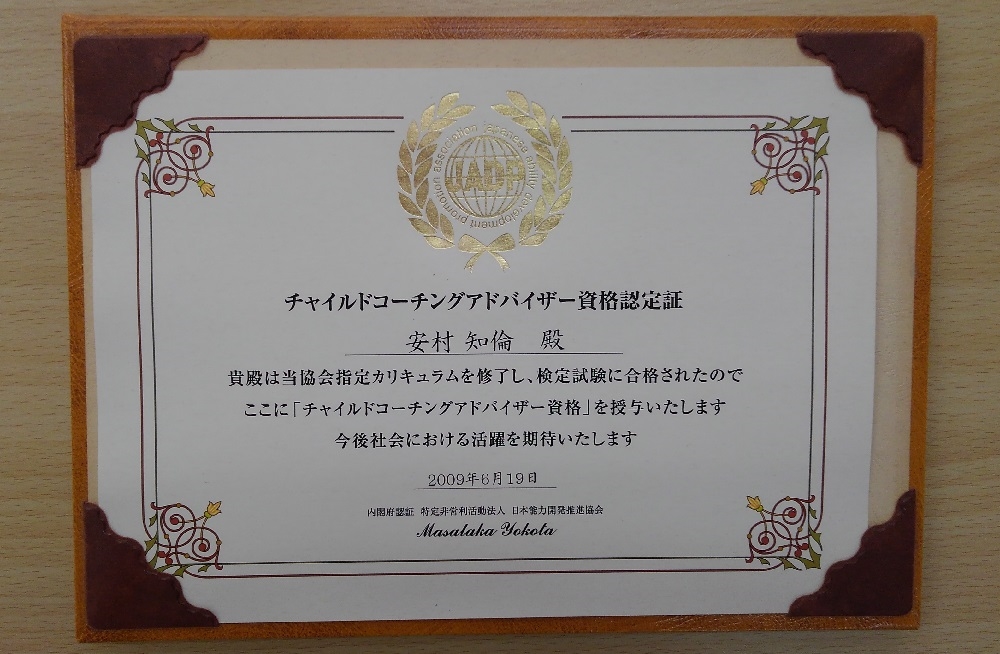 association japanese ability development promotion
JADP
チャイルドコーチングアドバイザー資格認定証
安村 知倫 殿
貴殿は当協会指定カリキュラムを修了し、検定試験に合格されたので
ここに「チャイルドコーチングアドバイザー資格」を授与いたします
今後社会における活躍を期待いたします
2009年6月19日
内閣府認証 特定非営利活動法人 日本能力開発推進協会
Masataka Yokota